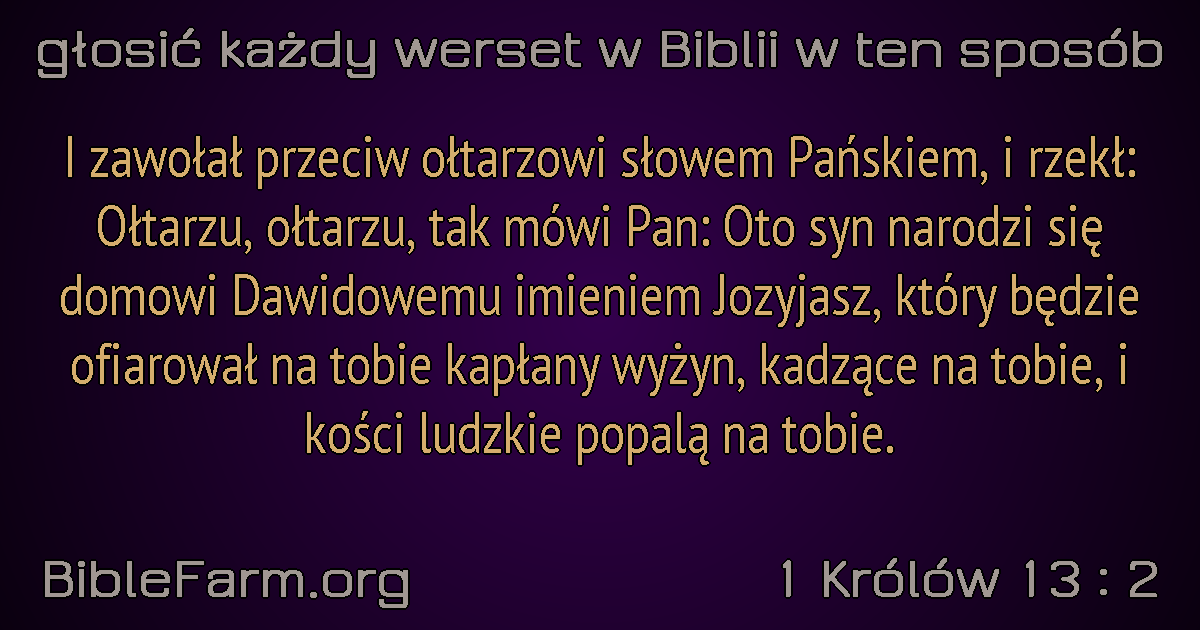 głosić każdy werset w Biblii w ten sposób
I zawołał przeciw ołtarzowi słowem Pańskiem, i rzekł:
Ołtarzu, ołtarzu, tak mówi Pan: Oto syn narodzi się
domowi Dawidowemu imieniem Jozyjasz, który będzie
ofiarował na tobie kapłany wyżyn, kadzące na tobie, i
kości ludzkie popalą na tobie.
BibleFarm.org
1 Królów 13 : 2